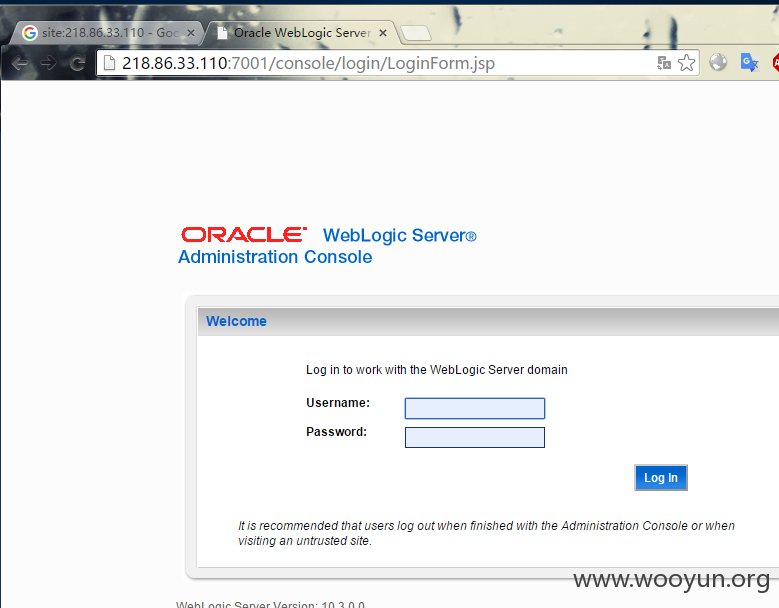 site:218.86.33.110 - Goo
Oracle WebLogic Server
218.86.33.110:7001/console/login/LoginForm.jsp
ORACLE WebLogic Server®
Administration Console
Welcome
Log in to work with the WebLogic Server domain
Username:
Password:
Log In
It is recommended that users log out when finished with the Administration Console or when
visiting an untrusted site.
www.wooyun.org
WebLogic Server Version: 10.3.0.0